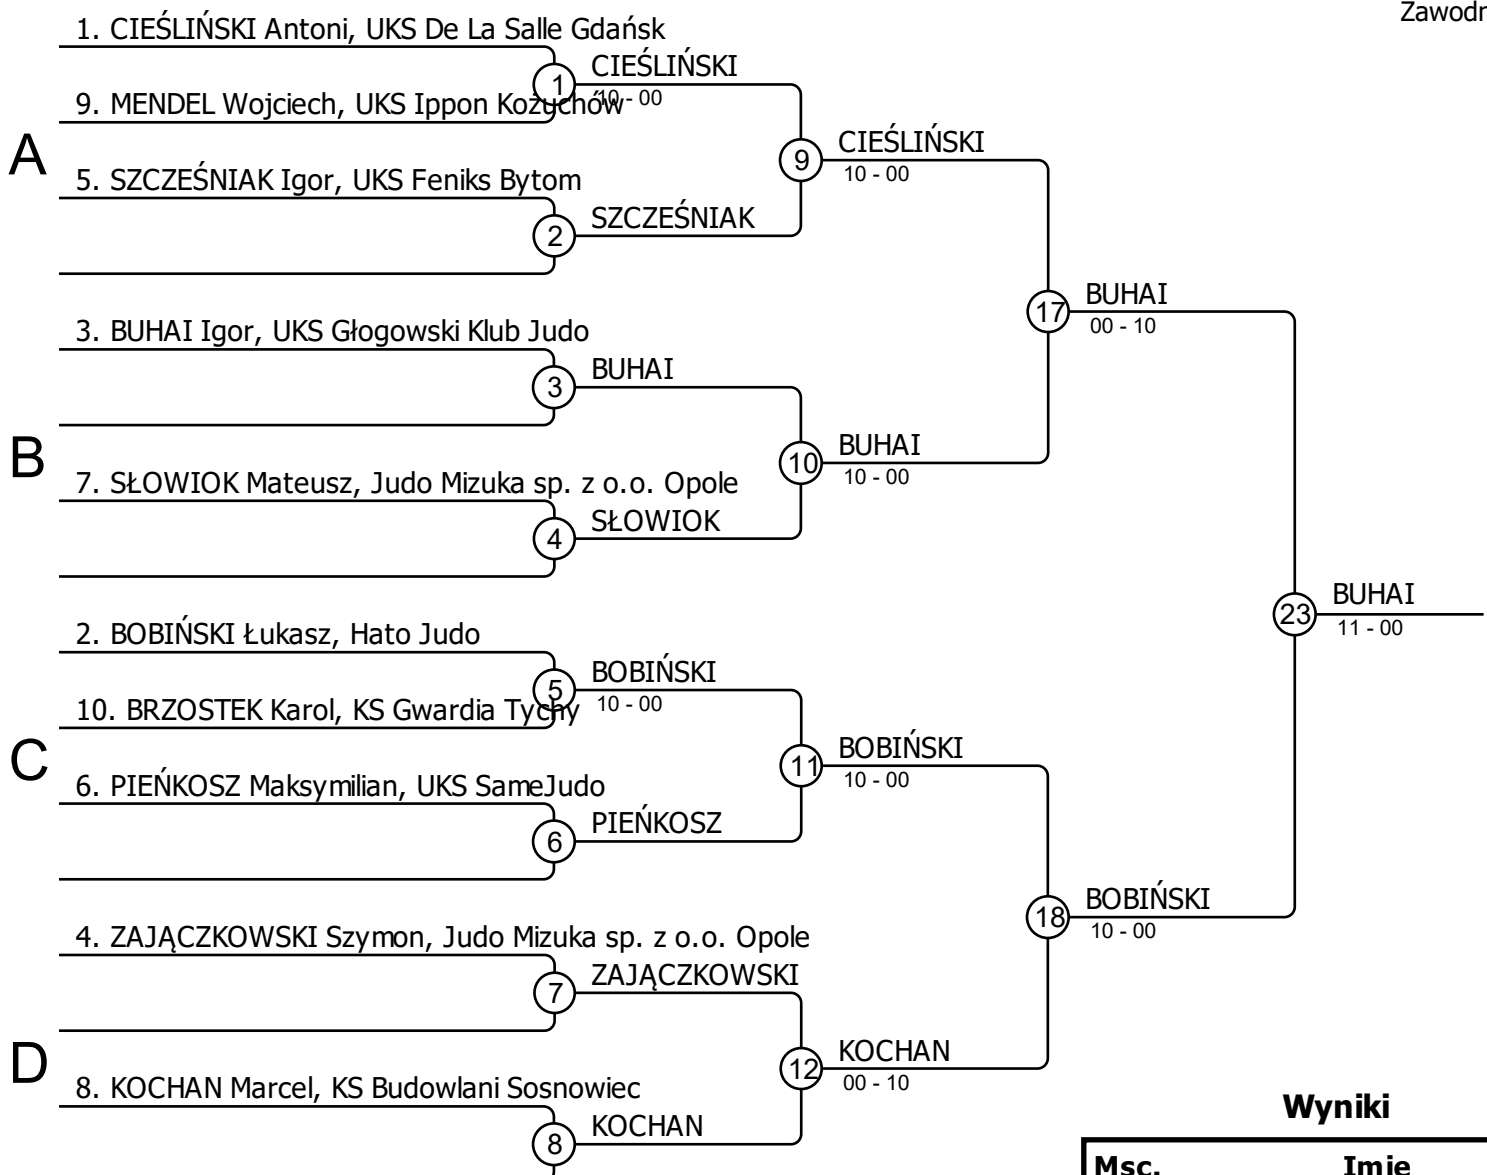 Zawodr
1. CIEŚLIŃSKI Antoni, UKS De La Salle Gdańsk
1
CIEŚLIŃSKI
10 - 00
9. MENDEL Wojciech, UKS Ippon Kożuchów
A
9
CIEŚLIŃSKI
10 - 00
5. SZCZEŚNIAK Igor, UKS Feniks Bytom
2
SZCZEŚNIAK
17
BUHAI
00 - 10
3. BUHAI Igor, UKS Głogowski Klub Judo
3
BUHAI
B
10
BUHAI
10 - 00
7. SŁOWIOK Mateusz, Judo Mizuka sp. z o.o. Opole
4
SŁOWIOK
23
BUHAI
11 - 00
2. BOBIŃSKI Łukasz, Hato Judo
5
BOBIŃSKI
10 - 00
10. BRZOSTEK Karol, KS Gwardia Tychy
C
11
BOBIŃSKI
10 - 00
6. PIEŃKOSZ Maksymilian, UKS SameJudo
6
PIEŃKOSZ
18
BOBIŃSKI
10 - 00
4. ZAJĄCZKOWSKI Szymon, Judo Mizuka sp. z o.o. Opole
7
ZAJĄCZKOWSKI
D
12
KOCHAN
00 - 10
8. KOCHAN Marcel, KS Budowlani Sosnowiec
8
KOCHAN
Wyniki
Msc. Imię